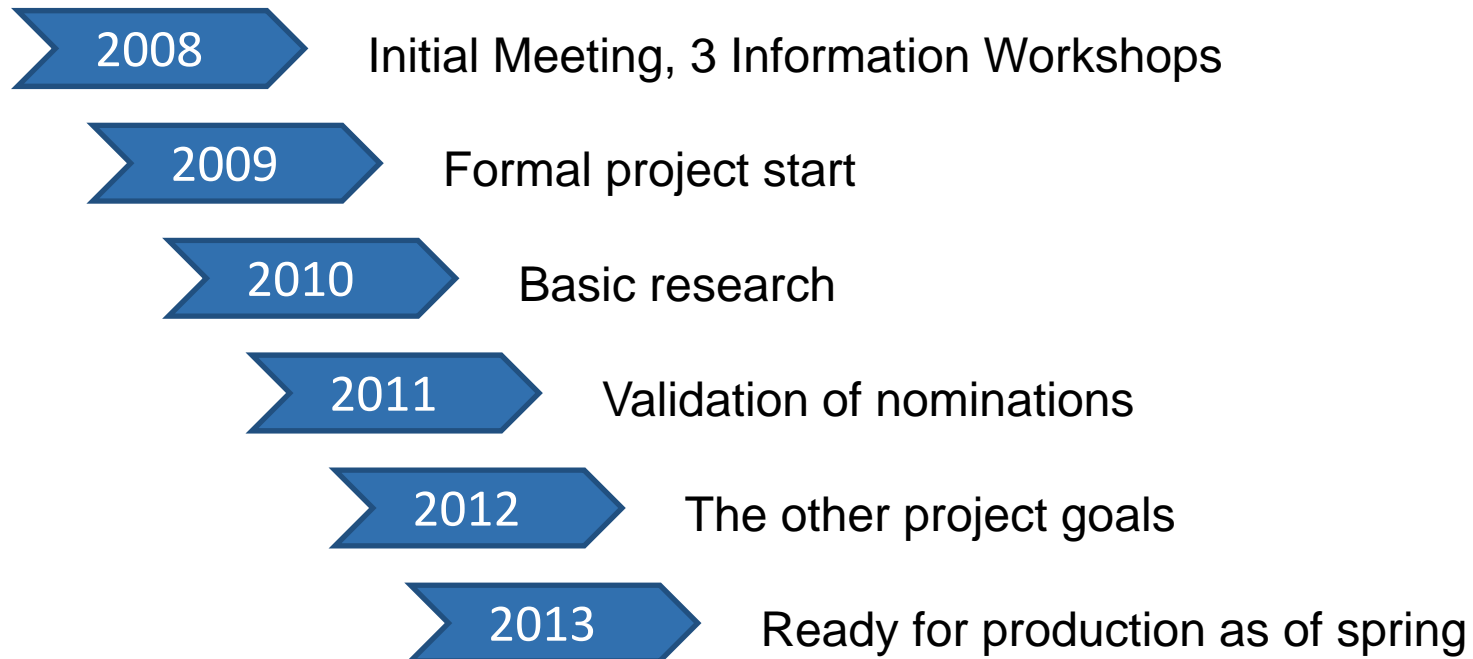 2008 Initial Meeting, 3 Information Workshops
2009 Formal project start
2010 Basic research
2011 Validation of nominations
2012 The other project goals
2013 Ready for production as of spring